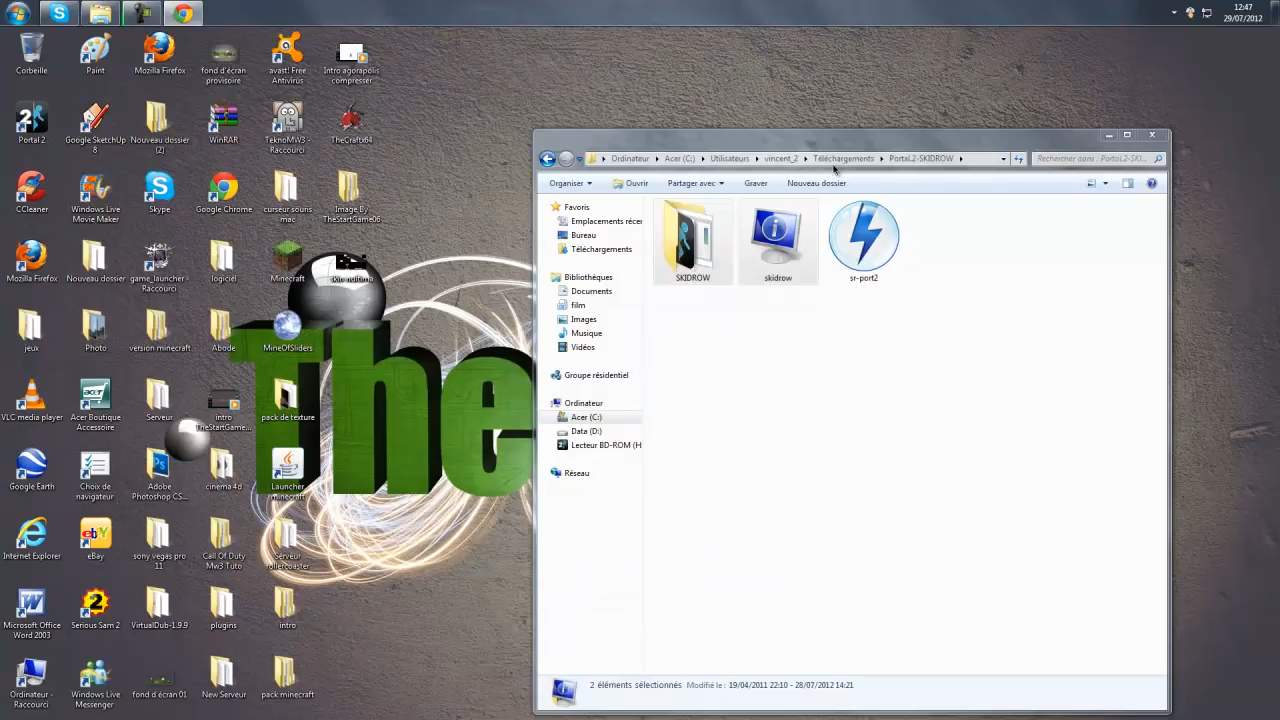 12:47
29/07/2012
Corbeille
Paint
Mozilla Firefox
fond d'écran
provisoire
avast! Free
Antivirus
Intro agorapolis
compresser
Portal 2
Google SketchUp
8
Nouveau dossier
(2)
WinRAR
TeknoMW3 -
Raccourci
TheCrafti64
CCleaner
Windows Live
Movie Maker
Skype
Google Chrome
curseur souris
mac
Image By
TheStartGame06
Mozilla Firefox
Nouveau dossier
game_launcher -
Raccourci
logiciel
Minecraft
jeux
Photo
version minecraft
Abode
MineOfSliders
VLC media player
Acer Boutique
Accessoire
Serveur
intro
TheStartGame...
pack de texture
Google Earth
Choix de
navigateur
Adobe
Photoshop CS...
cinema 4d
Launcher
minecraft
Internet Explorer
eBay
sony vegas pro
11
Call Of Duty
Mw3 Tuto
Serveur
rollercoaster
Microsoft Office
Word 2003
Serious Sam 2
VirtualDub-1.9.9
plugins
intro
Ordinateur -
Raccourci
Windows Live
Messenger
fond d'écran 01
New Serveur
pack minecraft
The
Ordinateur
Acer (C:)
Utilisateurs
vincent_2
Téléchargements
PortaL2-SKIDROW
Rechercher dans : PortaL2-SKI...
Organiser
Ouvrir
Partager avec
Graver
Nouveau dossier
Favoris
Emplacements récer
Bureau
Téléchargements
Bibliothèques
Documents
film
Images
Musique
Vidéos
Groupe résidentiel
Ordinateur
Acer (C:)
Data (D:)
Lecteur BD-ROM (H
Réseau
SKIDROW
skidrow
sr-port2
2 éléments sélectionnés Modifié le : 19/04/2011 22:10 - 28/07/2012 14:21